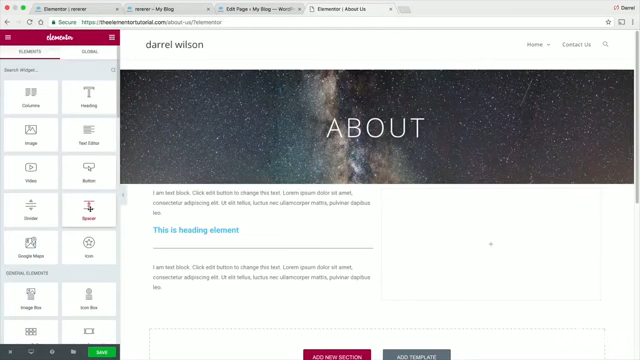 Elementor | rererer
rererer – My Blog
Edit Page ‹ My Blog — WordP
Elementor | About Us
Darrel
Secure
https://theelementortutorial.com/about-us/?elementor
elementor
ELEMENTS
GLOBAL
Search Widget...
Columns
Heading
Image
Text Editor
Video
Button
Divider
Spacer
Google Maps
Icon
GENERAL ELEMENTS
Image Box
Icon Box
SAVE
darrel wilson
Home
Contact Us
ABOUT
I am text block. Click edit button to change this text. Lorem ipsum dolor sit amet,
consectetur adipiscing elit. Ut elit tellus, luctus nec ullamcorper mattis, pulvinar dapibus
leo.
This is heading element
I am text block. Click edit button to change this text. Lorem ipsum dolor sit amet,
consectetur adipiscing elit. Ut elit tellus, luctus nec ullamcorper mattis, pulvinar dapibus
leo.
ADD NEW SECTION
ADD TEMPLATE